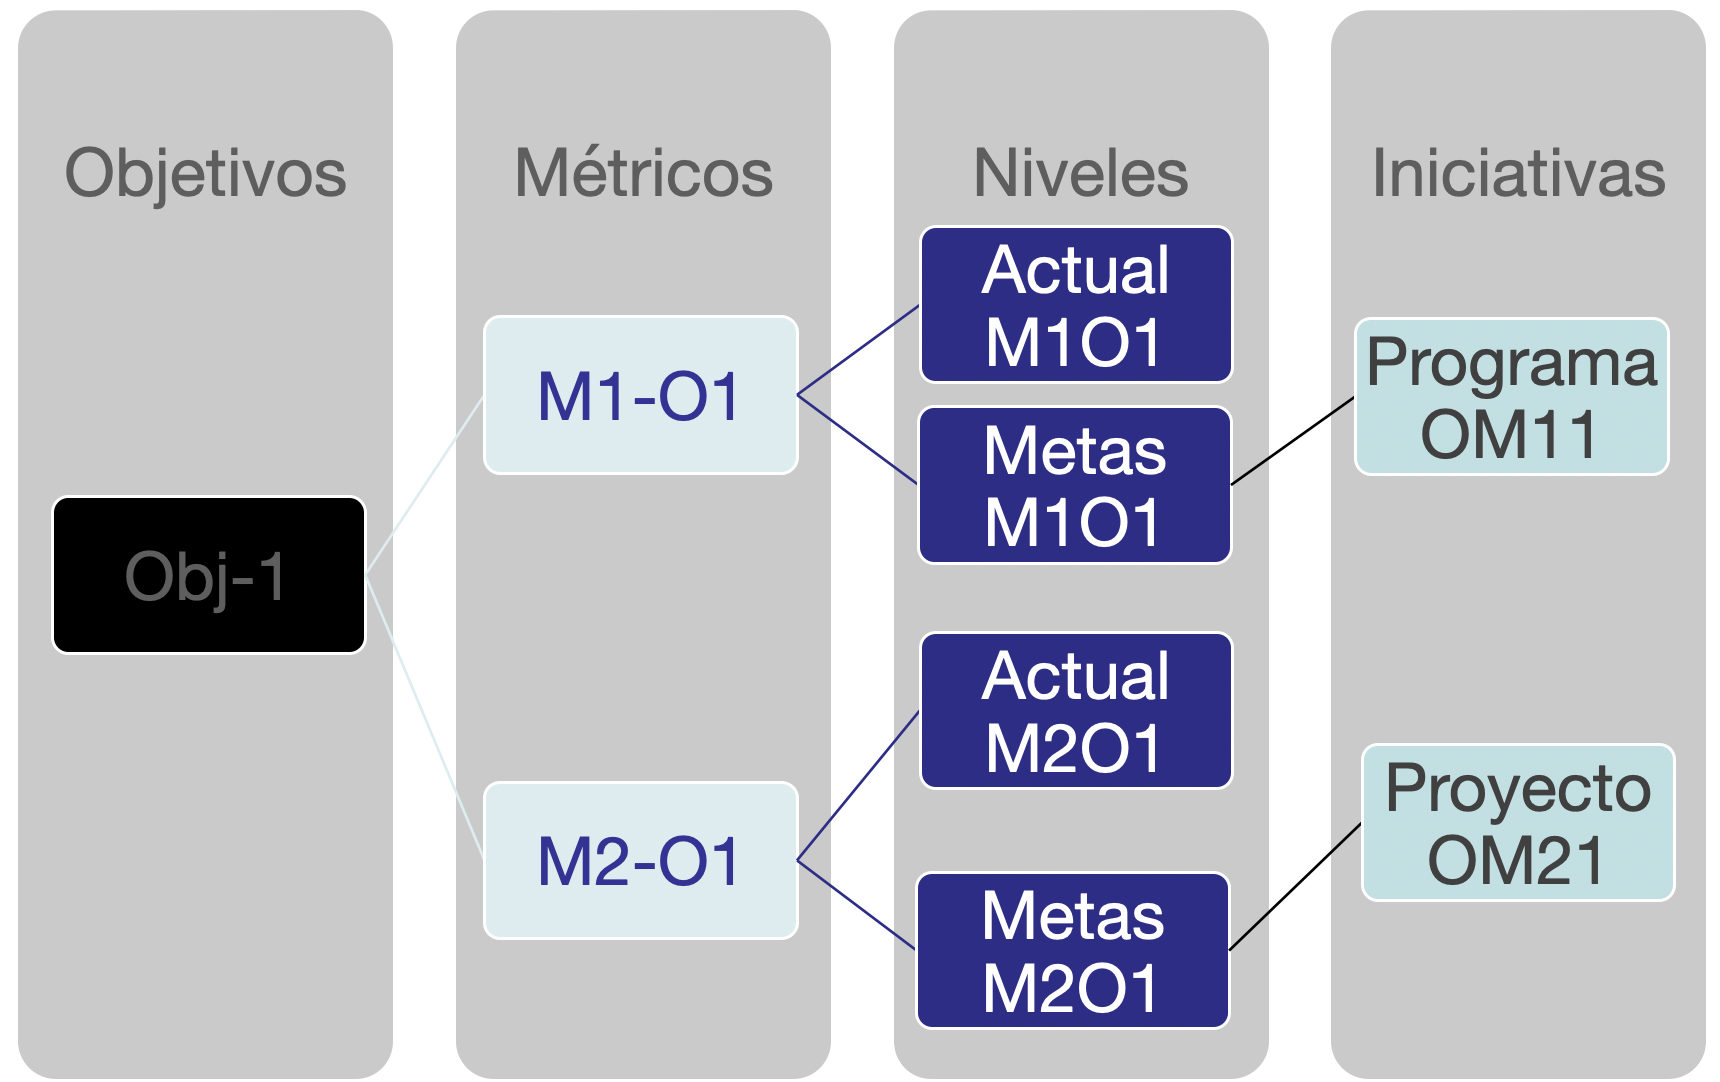 Objetivos
Métricos
Niveles
Iniciativas
Obj-1
M1-O1
M2-O1
Actual
M1O1
Metas
M1O1
Actual
M2O1
Metas
M2O1
Programa
OM11
Proyecto
OM21